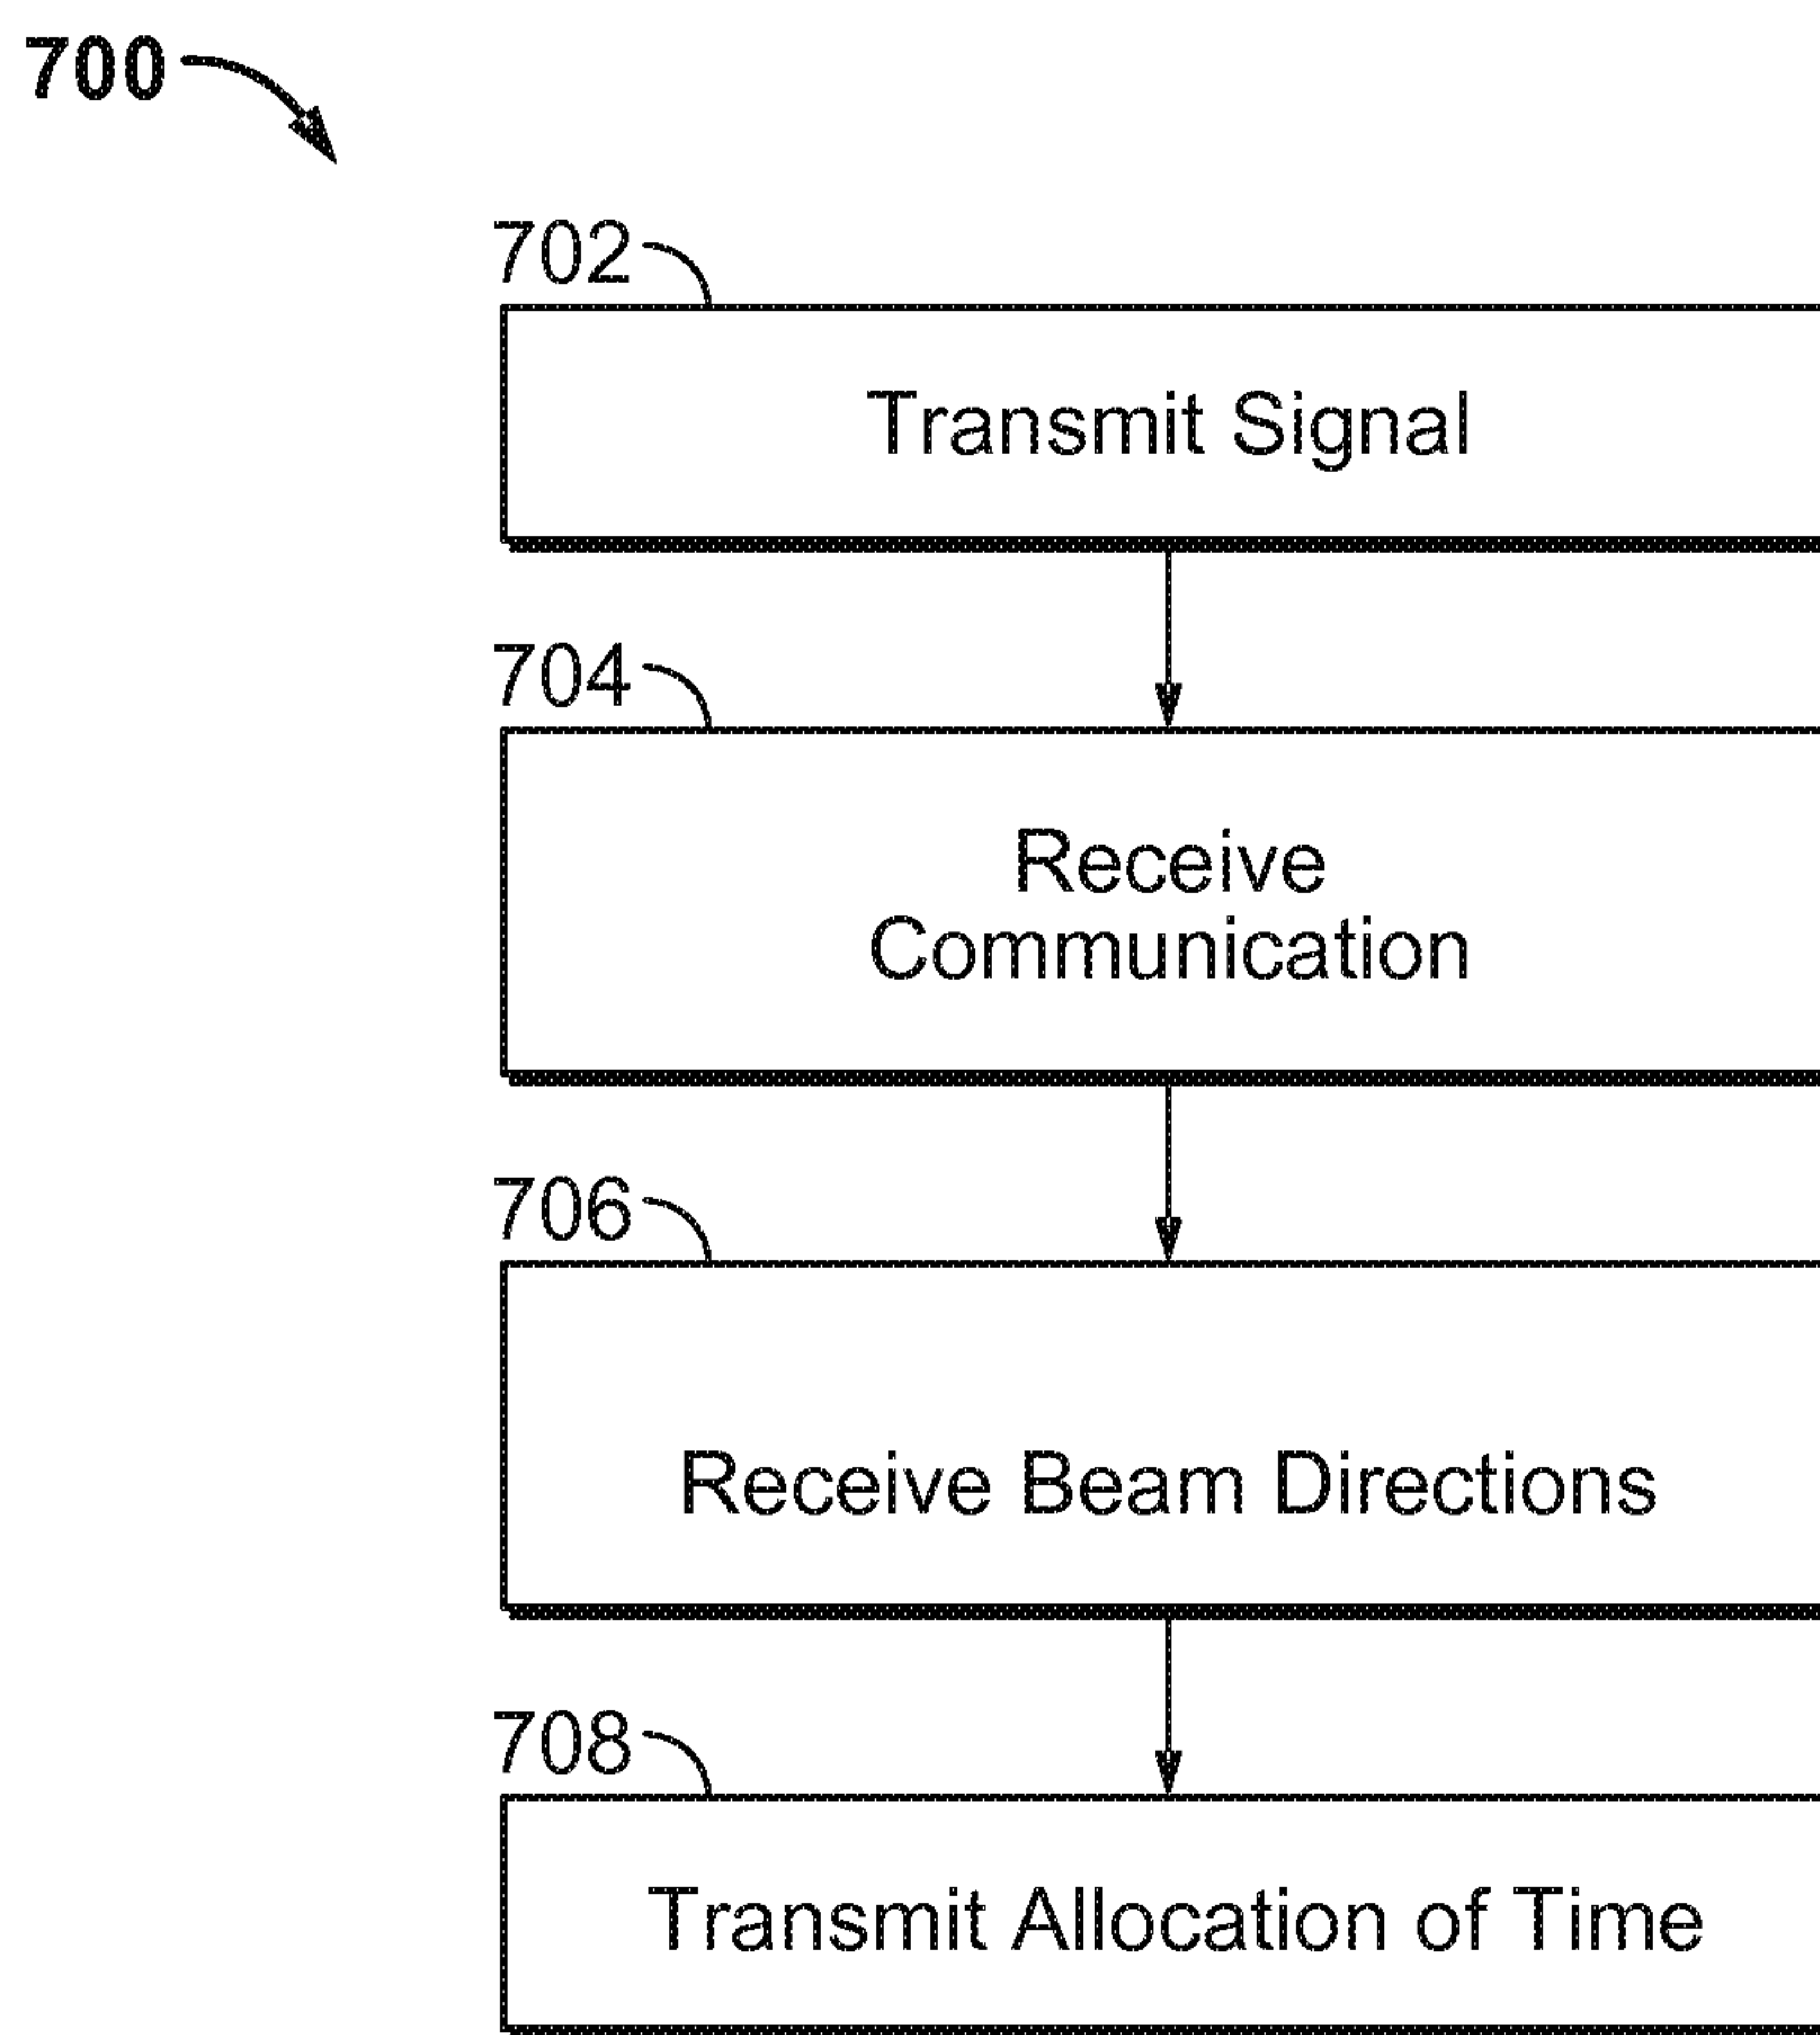 700
702
Transmit Signal
704
Receive
Communication
706
Receive Beam Directions
708
Transmit Allocation of Time